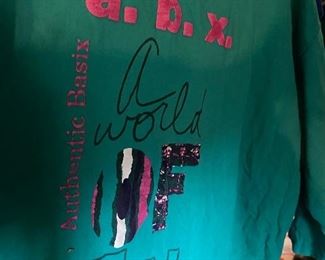 a.b.x.
Authentic Basix
A
world
OF